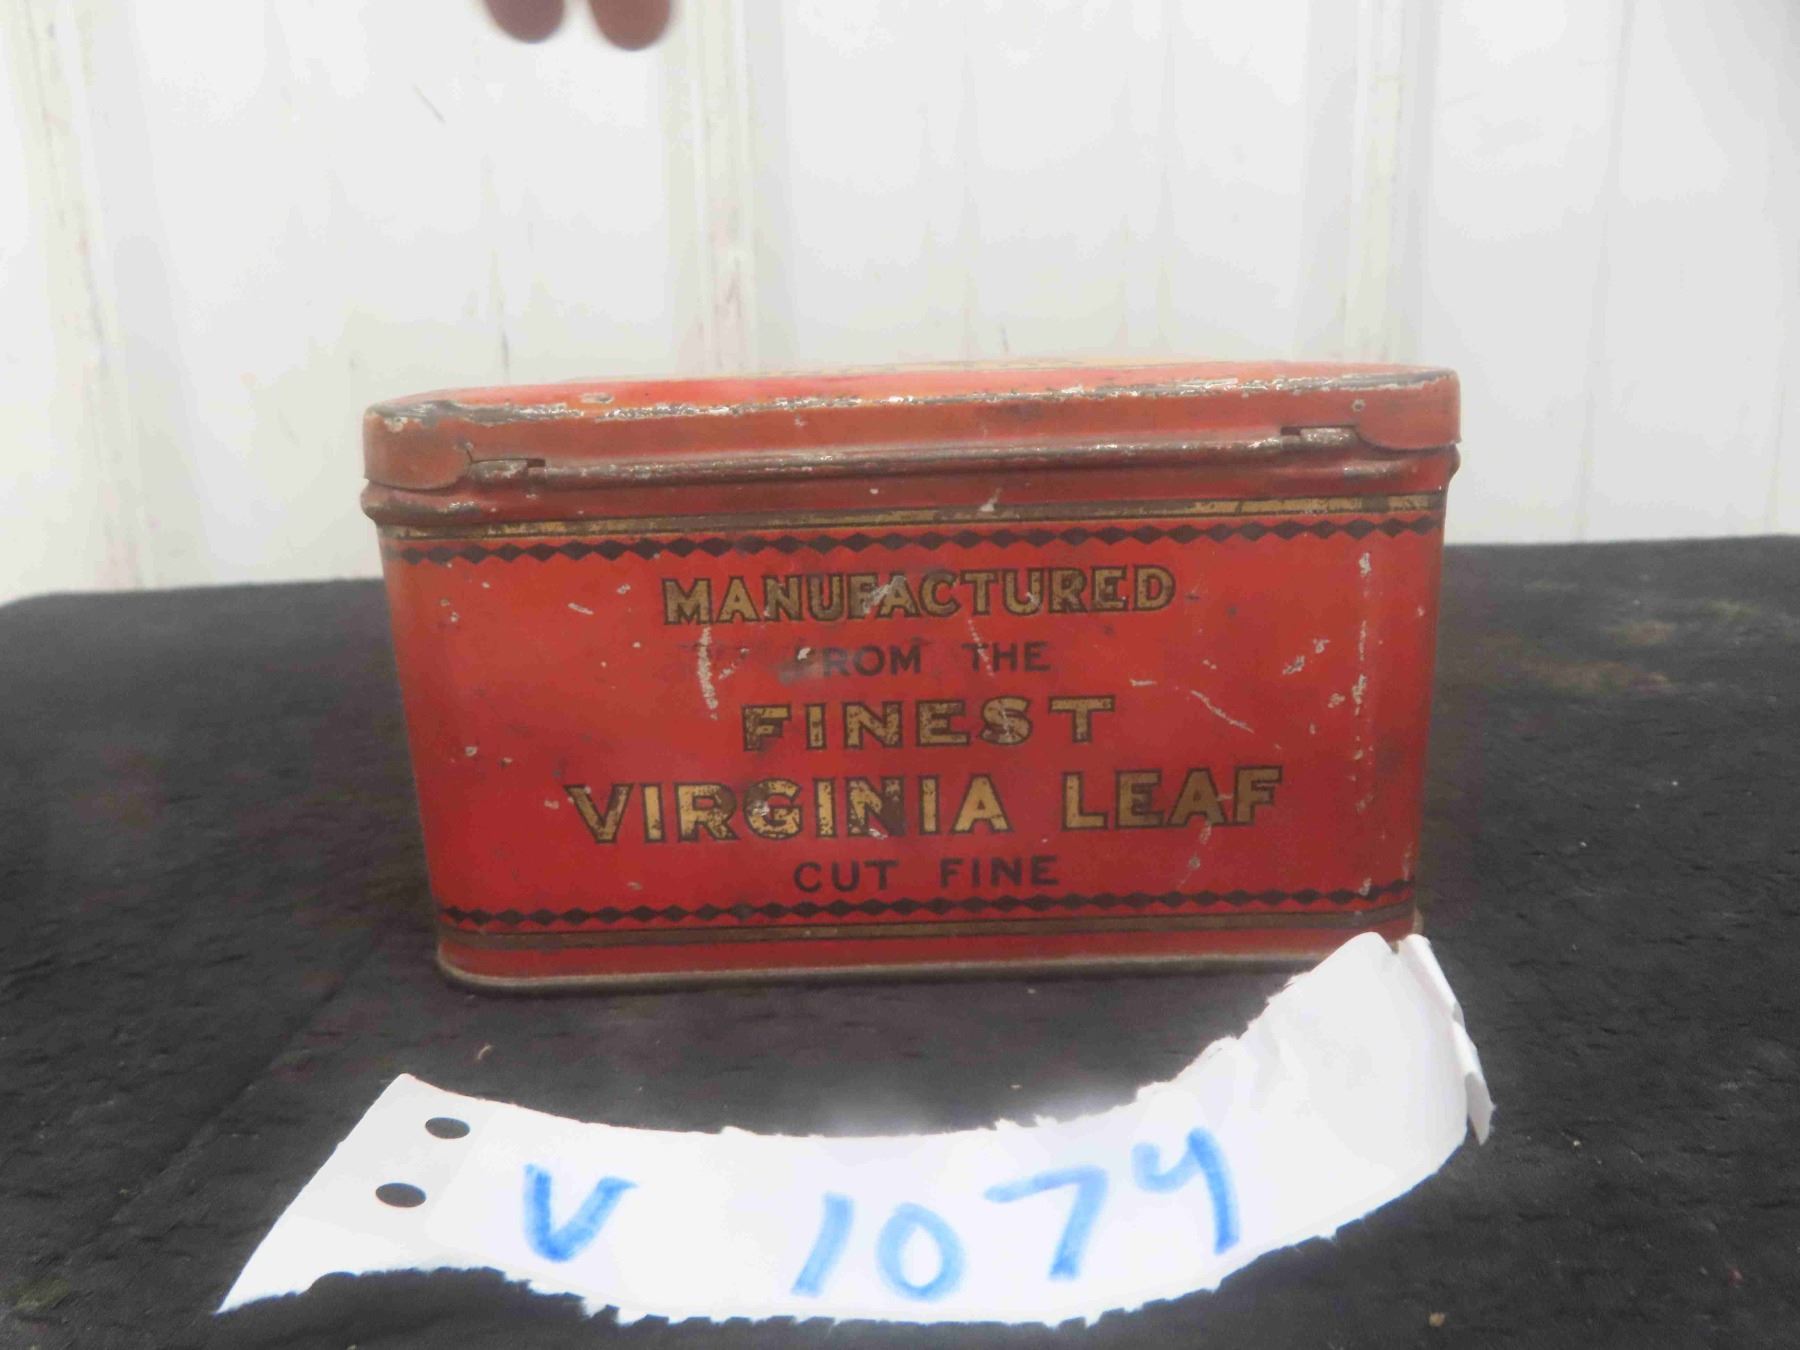 MANUFACTURED
FROM THE
FINEST
VIRGINIA LEAF
CUT FINE
V 1074